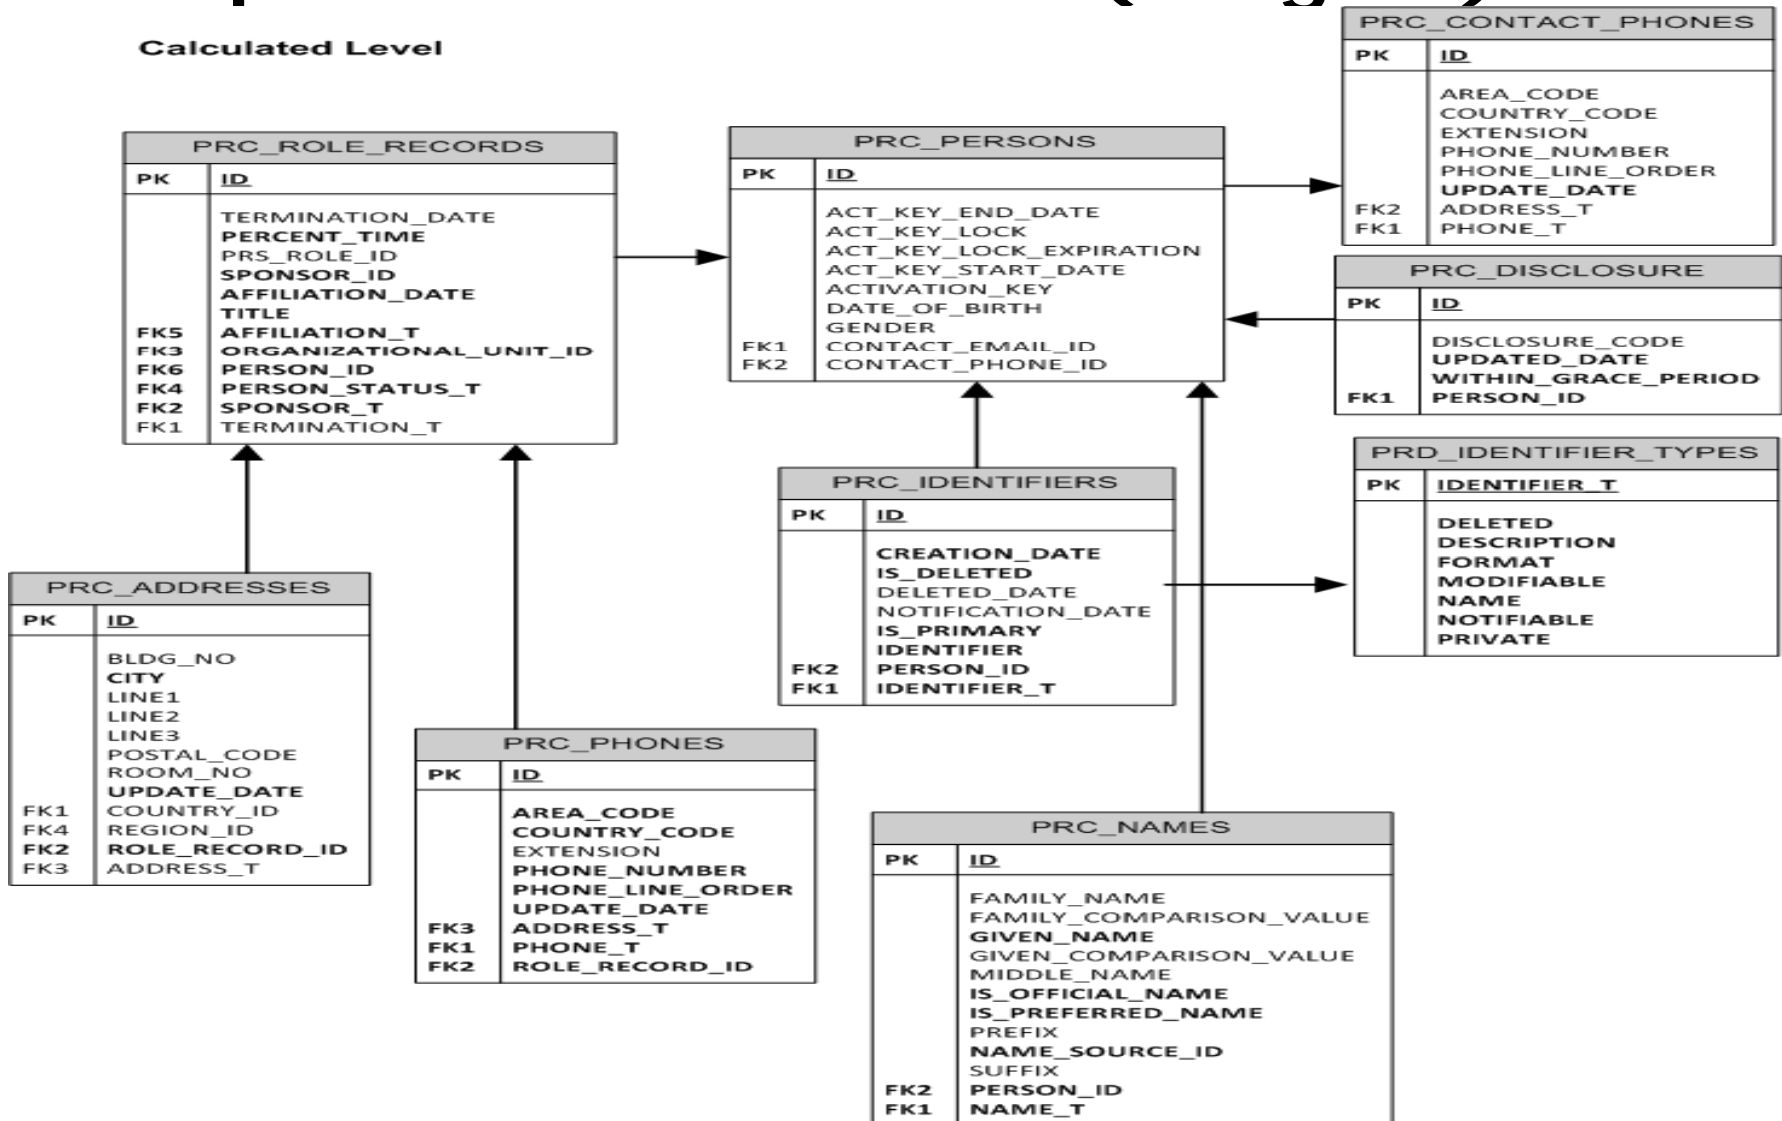 Calculated Level
PRC_CONTACT_PHONES
PK ID
AREA_CODE
COUNTRY_CODE
EXTENSION
PHONE_NUMBER
PHONE_LINE_ORDER
UPDATE_DATE
FK2 ADDRESS_T
FK1 PHONE_T
PRC_ROLE_RECORDS
PK ID
TERMINATION_DATE
PERCENT_TIME
PRS_ROLE_ID
SPONSOR_ID
AFFILIATION_DATE
TITLE
FK5 AFFILIATION_T
FK3 ORGANIZATIONAL_UNIT_ID
FK6 PERSON_ID
FK4 PERSON_STATUS_T
FK2 SPONSOR_T
FK1 TERMINATION_T
PRC_PERSONS
PK ID
ACT_KEY_END_DATE
ACT_KEY_LOCK
ACT_KEY_LOCK_EXPIRATION
ACT_KEY_START_DATE
ACTIVATION_KEY
DATE_OF_BIRTH
GENDER
FK1 CONTACT_EMAIL_ID
FK2 CONTACT_PHONE_ID
PRC_DISCLOSURE
PK ID
DISCLOSURE_CODE
UPDATED_DATE
WITHIN_GRACE_PERIOD
FK1 PERSON_ID
PRC_IDENTIFIERS
PK ID
CREATION_DATE
IS_DELETED
DELETED_DATE
NOTIFICATION_DATE
IS_PRIMARY
IDENTIFIER
FK2 PERSON_ID
FK1 IDENTIFIER_T
PRD_IDENTIFIER_TYPES
PK IDENTIFIER_T
DELETED
DESCRIPTION
FORMAT
MODIFIABLE
NAME
NOTIFIABLE
PRIVATE
PRC_ADDRESSES
PK ID
BLDG_NO
CITY
LINE1
LINE2
LINE3
POSTAL_CODE
ROOM_NO
UPDATE_DATE
FK1 COUNTRY_ID
FK4 REGION_ID
FK2 ROLE_RECORD_ID
FK3 ADDRESS_T
PRC_PHONES
PK ID
AREA_CODE
COUNTRY_CODE
EXTENSION
PHONE_NUMBER
PHONE_LINE_ORDER
UPDATE_DATE
FK3 ADDRESS_T
FK1 PHONE_T
FK2 ROLE_RECORD_ID
PRC_NAMES
PK ID
FAMILY_NAME
FAMILY_COMPARISON_VALUE
GIVEN_NAME
GIVEN_COMPARISON_VALUE
MIDDLE_NAME
IS_OFFICIAL_NAME
IS_PREFERRED_NAME
PREFIX
NAME_SOURCE_ID
SUFFIX
FK2 PERSON_ID
FK1 NAME_T